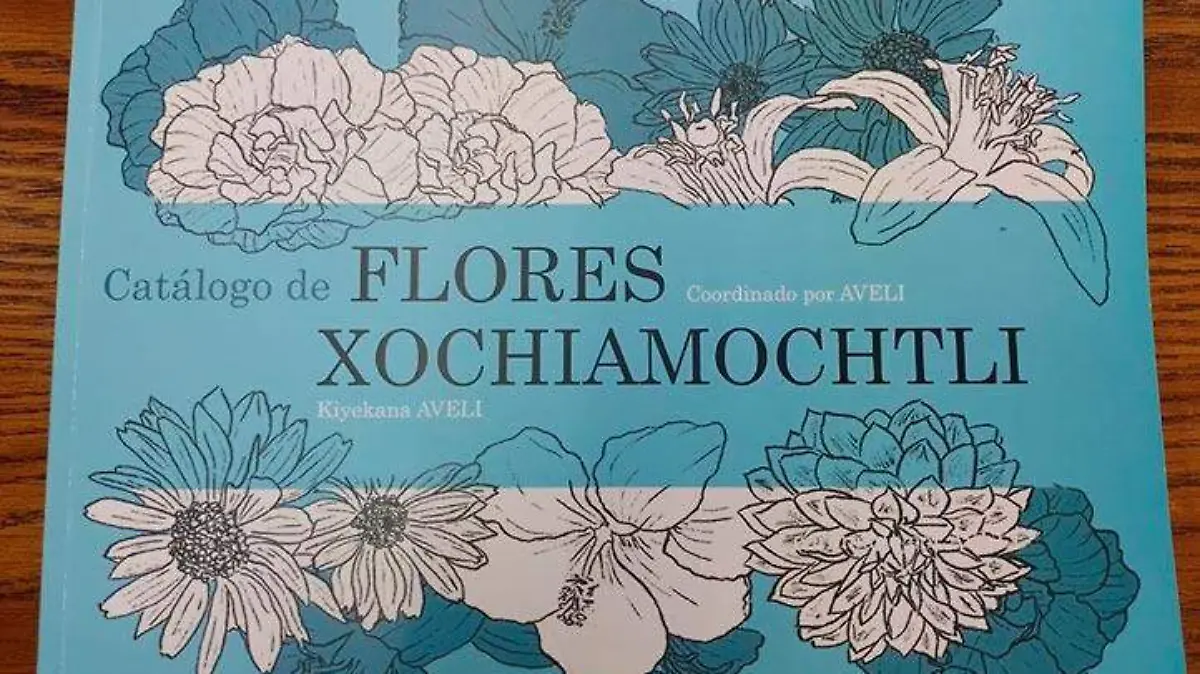 Catálogo de FLORES Coordinado por AVELI
XOCHIAMOCHTLI
Kiyekana AVELI